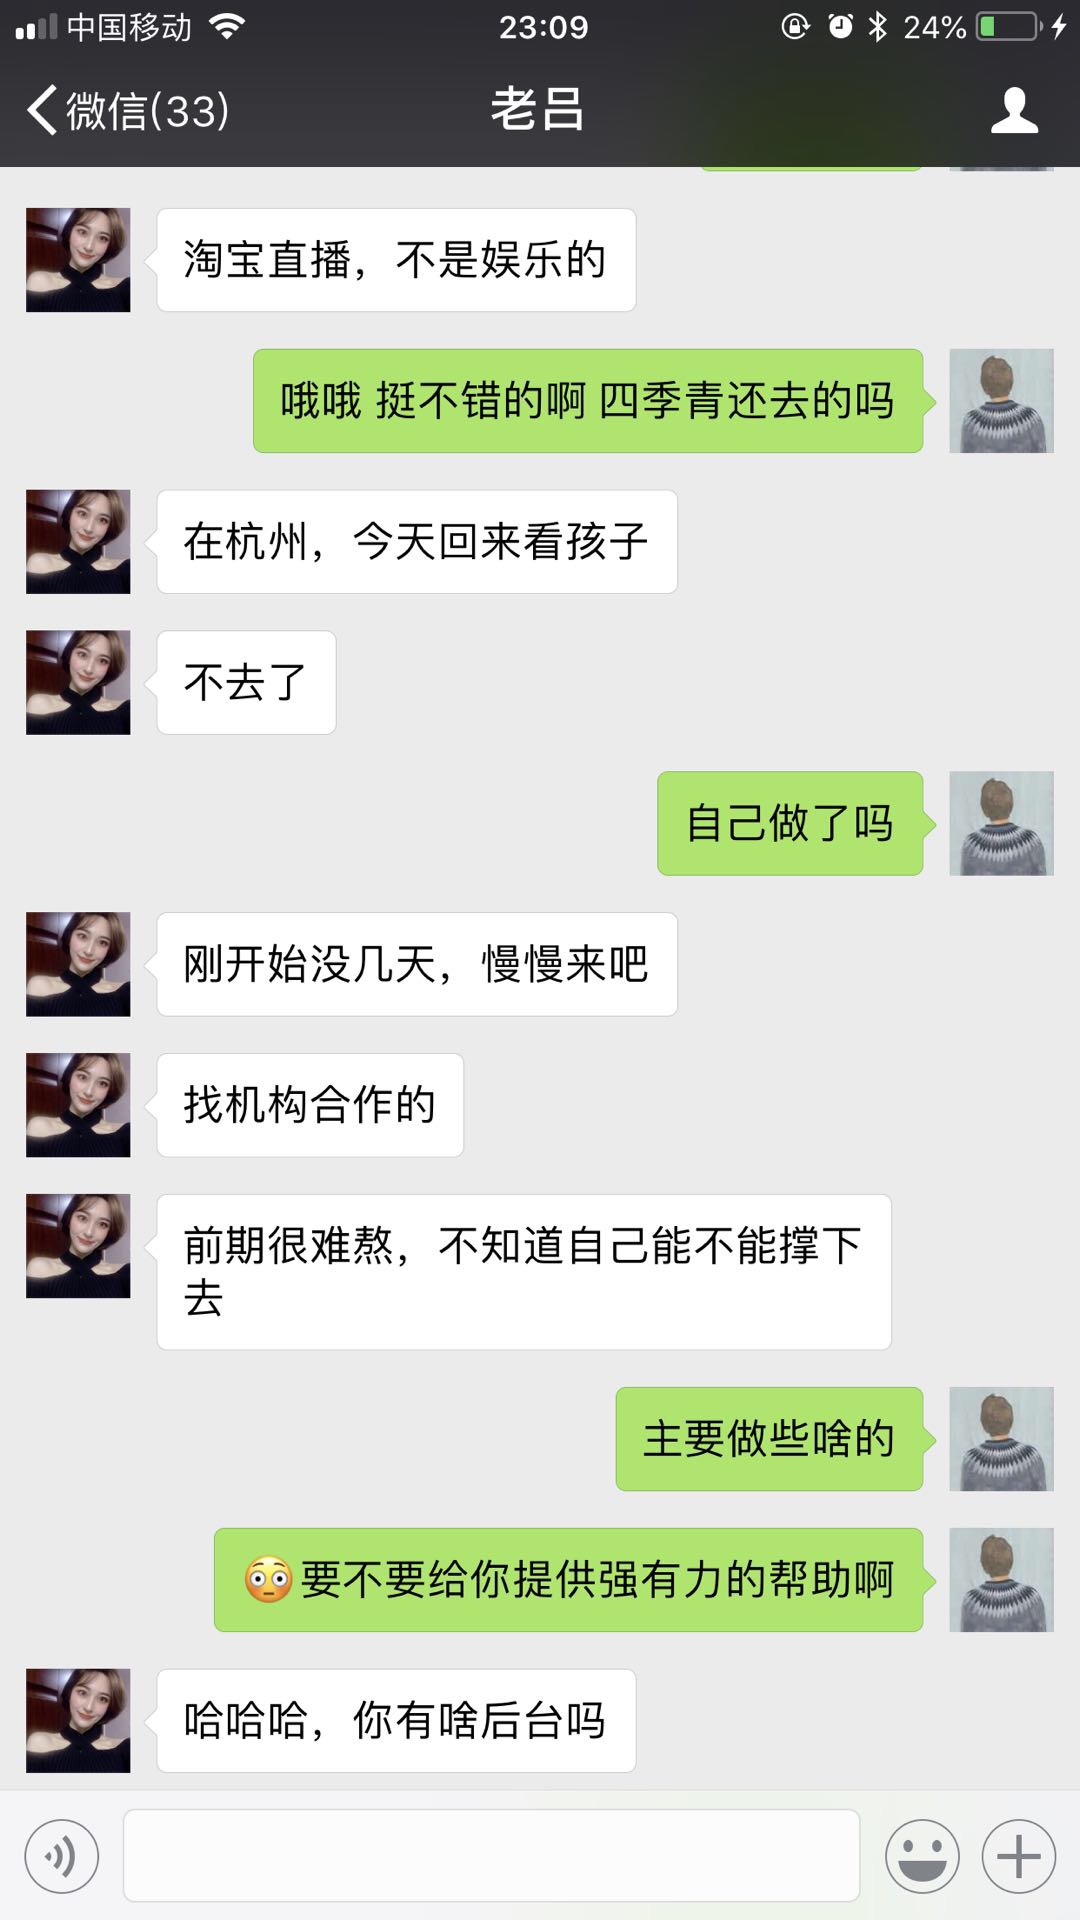 中国移动 23:09 24%
微信(33) 老吕
淘宝直播，不是娱乐的
哦哦 挺不错的啊 四季青还去的吗
在杭州，今天回来看孩子
不去了
自己做了吗
刚开始没几天，慢慢来吧
找机构合作的
前期很难熬，不知道自己能不能撑下
去
主要做些啥的
😳要不要给你提供强有力的帮助啊
哈哈哈，你有啥后台吗